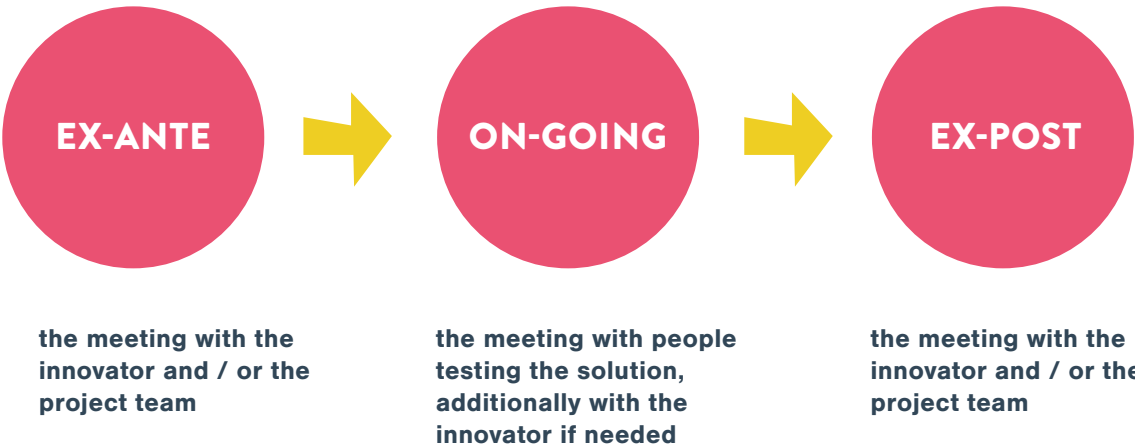 EX-ANTE
ON-GOING
EX-POST
the meeting with the
innovator and / or the
project team
the meeting with people
testing the solution,
additionally with the
innovator if needed
the meeting with the
innovator and / or the
project team